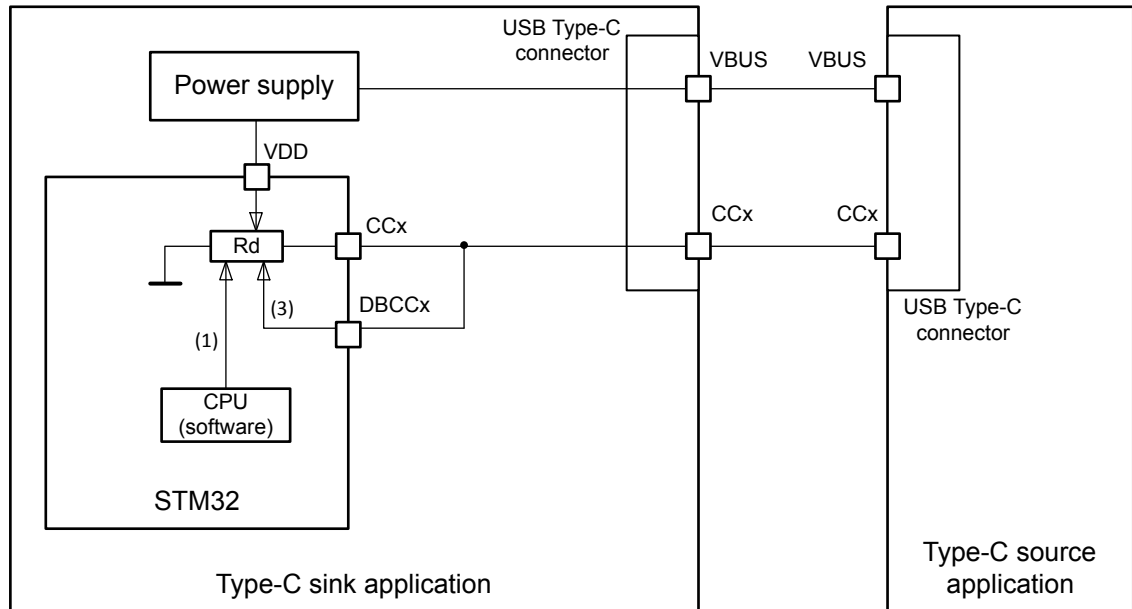 USB Type-C
connector
VBUS
VBUS
Power supply
VDD
CCx
CCx
CCx
Rd
DBCCx
(3)
(1)
USB Type-C
connector
CPU
(software)
STM32
Type-C sink application
Type-C source
application